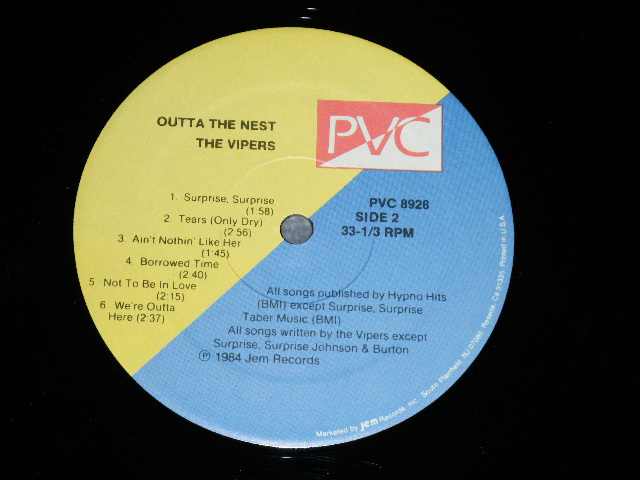 OUTTA THE NEST
THE VIPERS
PVC
1. Surprise, Surprise
(1:58)
2. Tears (Only Dry)
(2:56)
3. Ain't Nothin' Like Her
(1:45)
4. Borrowed Time
(2.40)
5. Not To Be In Love
(2:15)
6. We're Outta
Here (2:37)
PVC 8928
SIDE 2
33-1/3 RPM
All songs published by Hypno Hits
(BMI) except Surprise, Surprise
Taber Music (BMI)
All songs written by the Vipers except
Surprise, Surprise Johnson & Burton
Ⓟ 1984 Jem Records
Marketed by jem Records, Inc. South Plainfield, NJ 07080, Reseda, CA 91335. Printed in U.S.A.